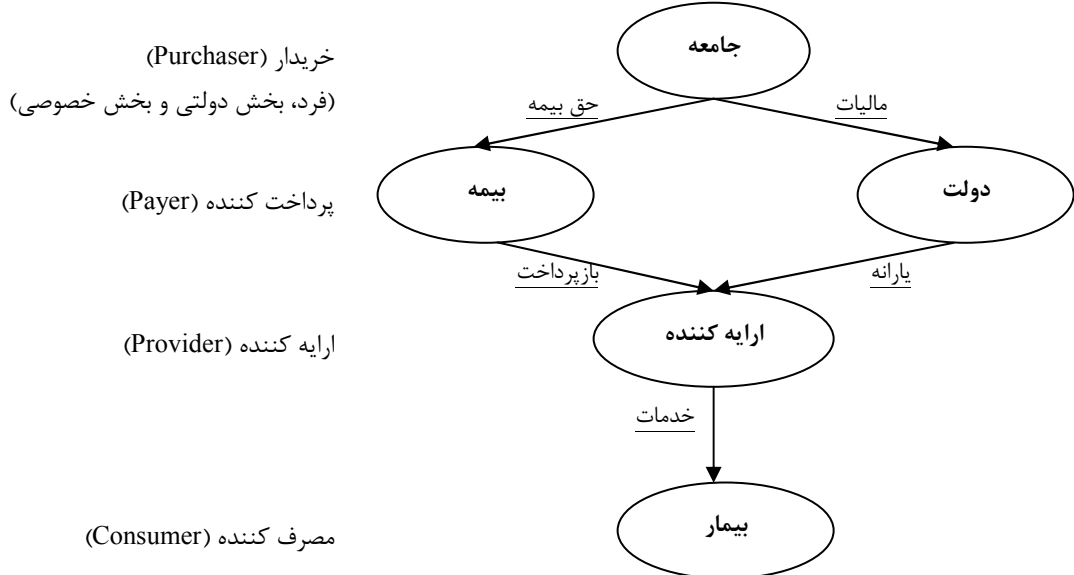 جامعه
خریدار (Purchaser)
(فرد، بخش دولتی و بخش خصوصی)
مالیات
حق بیمه
دولت
بیمه
پرداخت کننده (Payer)
یارانه
بازپرداخت
ارایه کننده
ارایه کننده (Provider)
خدمات
بیمار
مصرف کننده (Consumer)